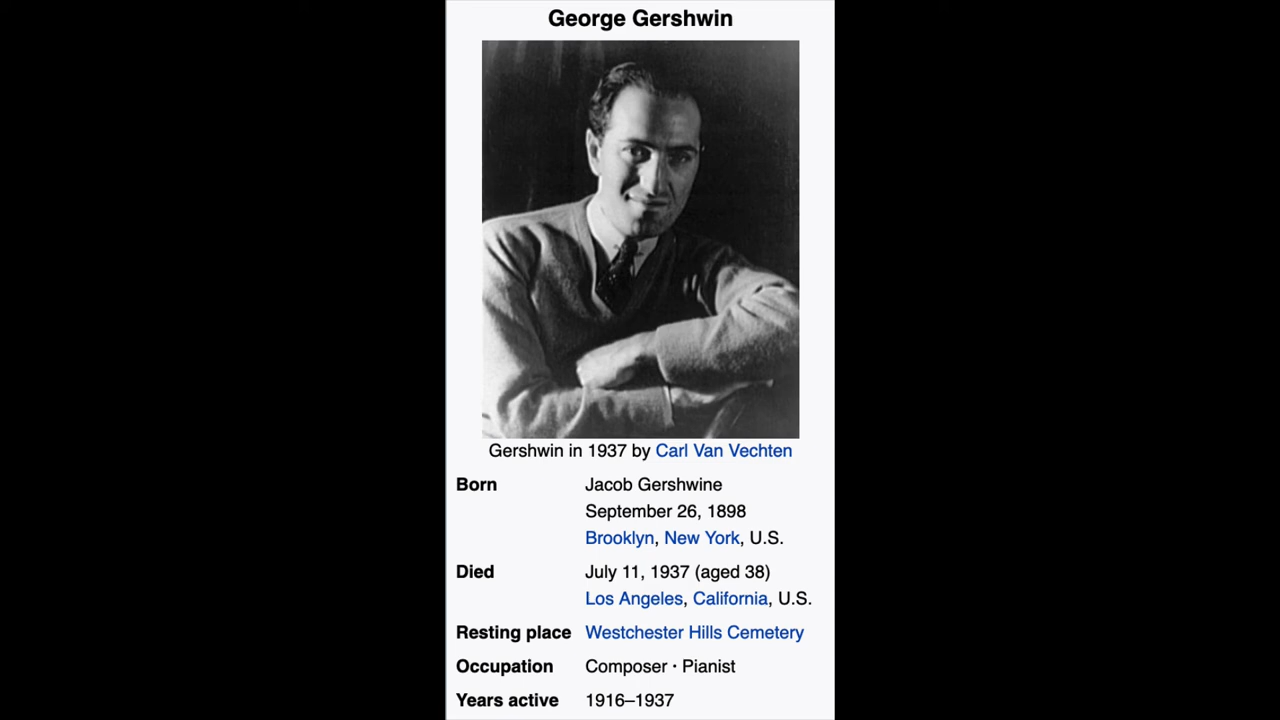 George Gershwin
Gershwin in 1937 by Carl Van Vechten
Born Jacob Gershwine
September 26, 1898
Brooklyn, New York, U.S.
Died July 11, 1937 (aged 38)
Los Angeles, California, U.S.
Resting place Westchester Hills Cemetery
Occupation Composer · Pianist
Years active 1916–1937